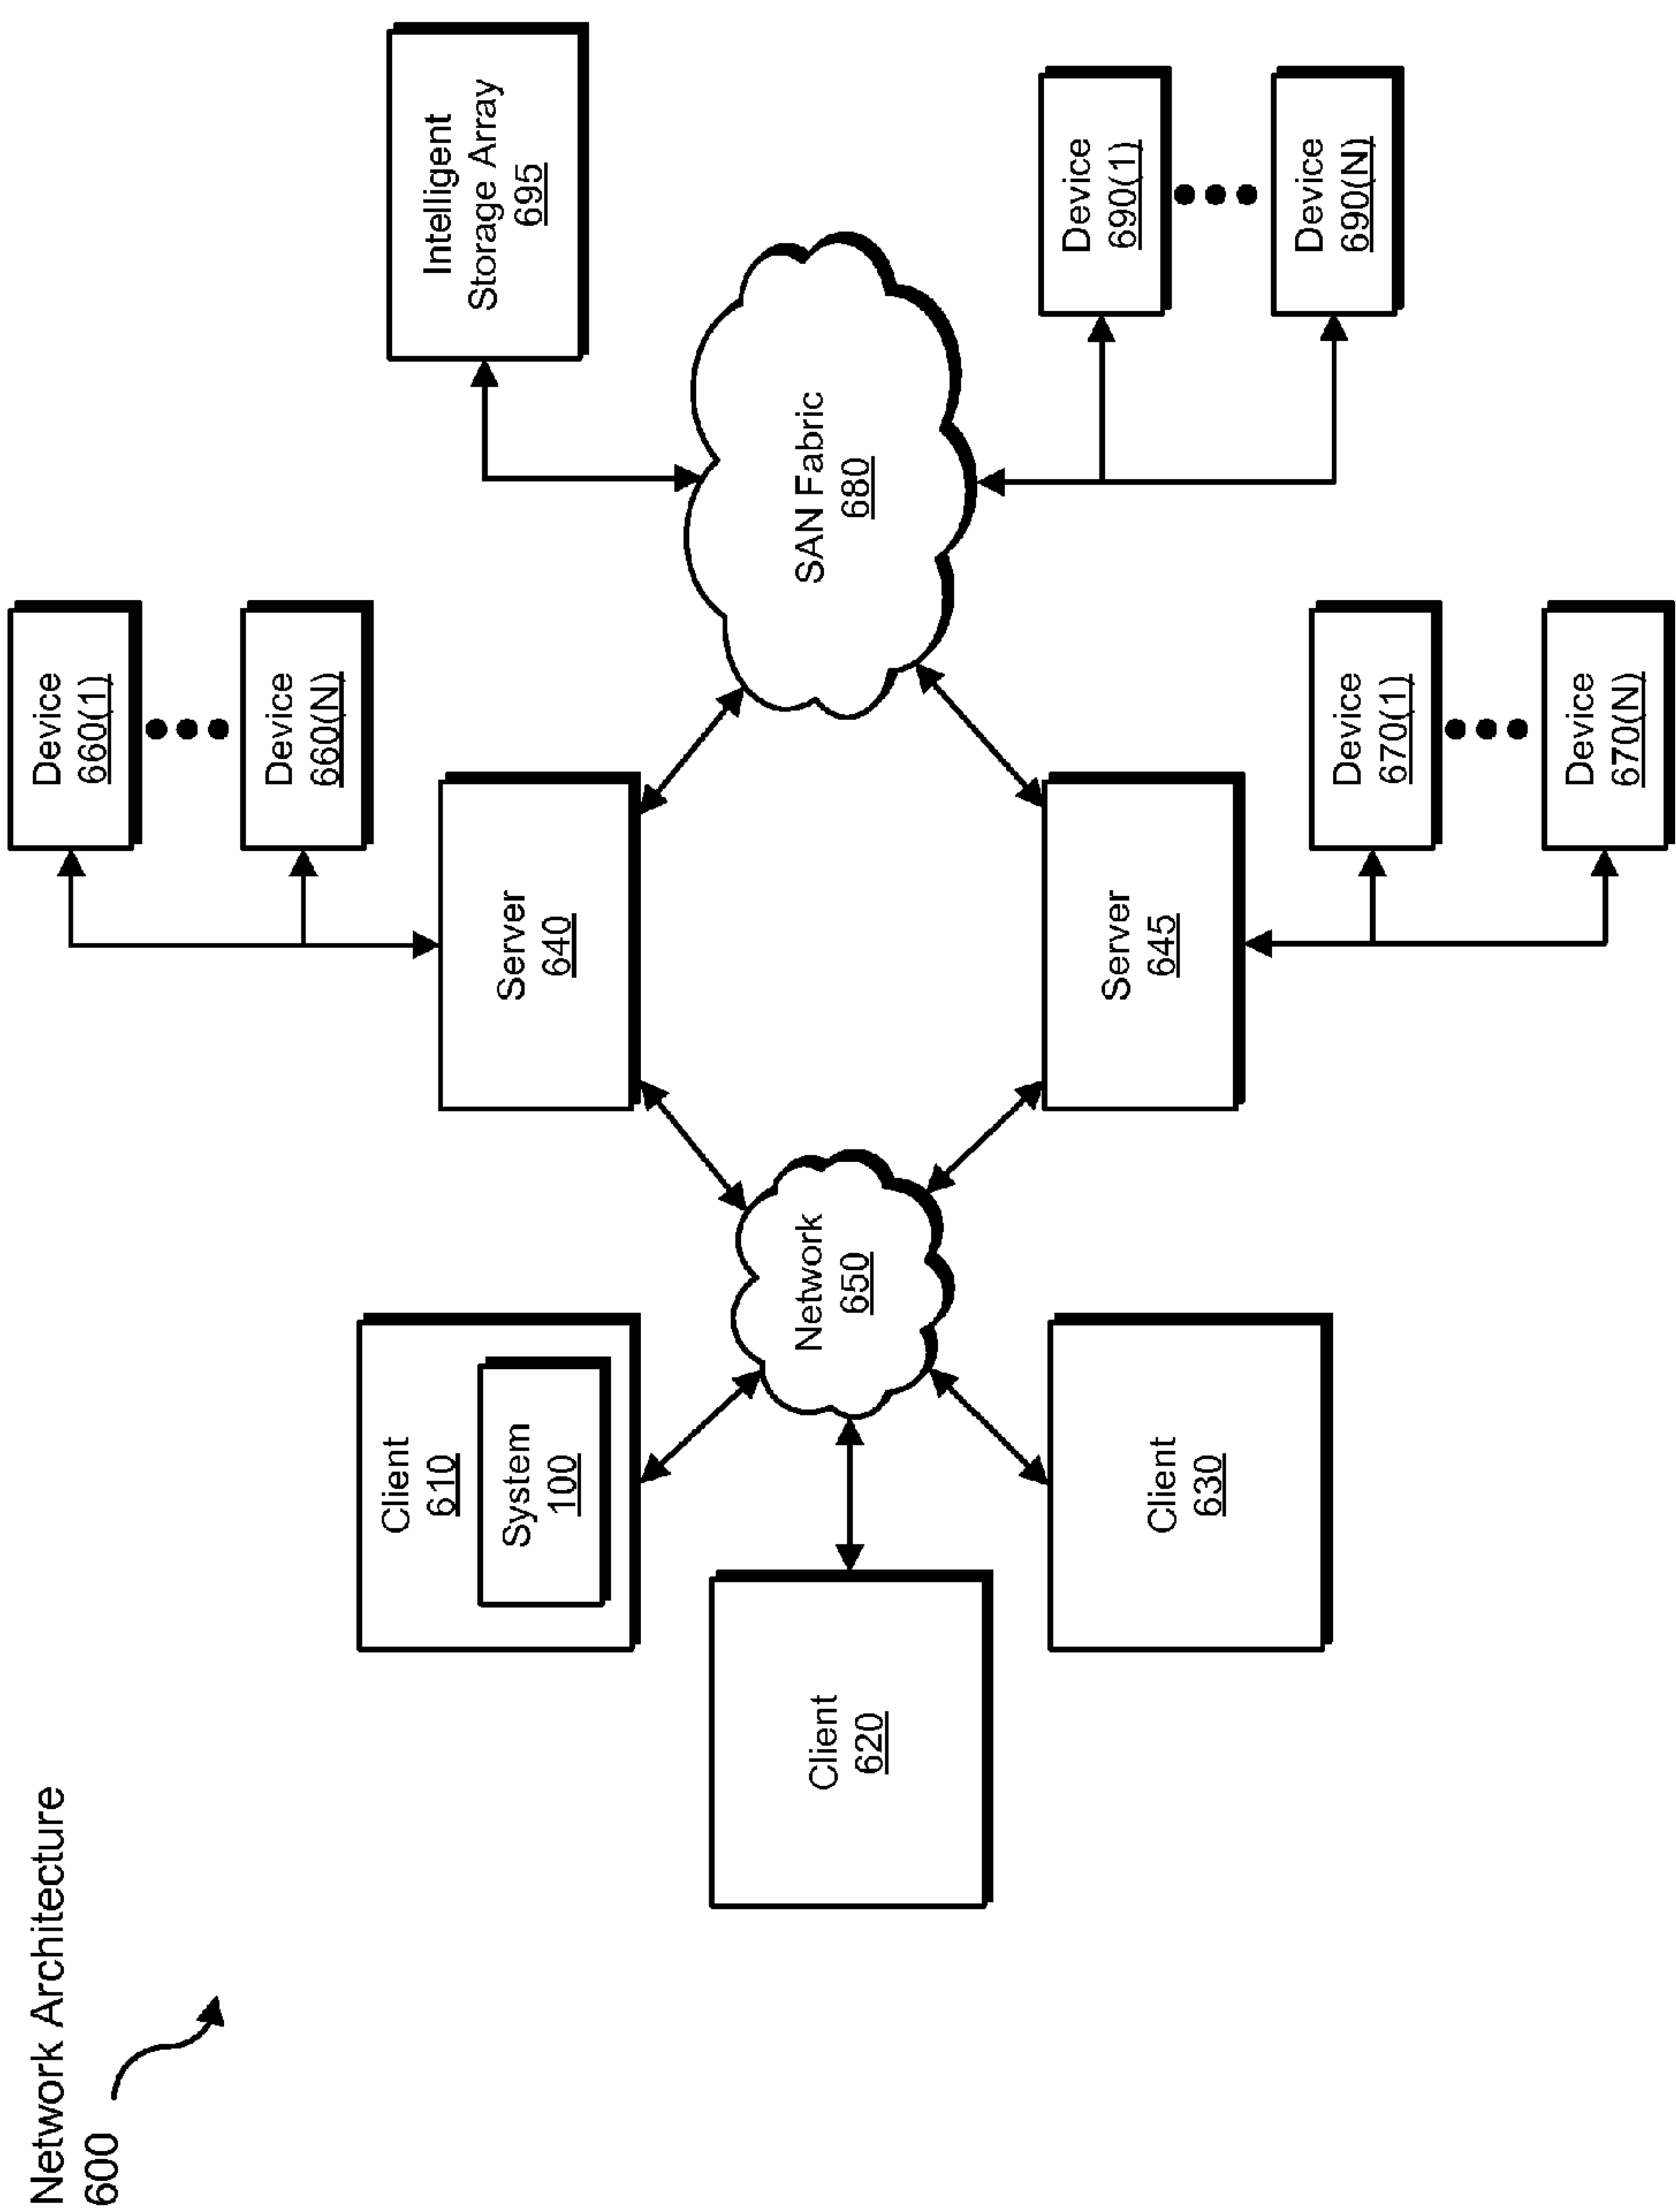 Network Architecture
600
Device
660(1)
Device
660(N)
Intelligent
Storage Array
695
Client
610
System
100
Server
640
Client
620
Network
650
SAN Fabric
680
Client
630
Server
645
Device
690(1)
Device
690(N)
Device
670(1)
Device
670(N)